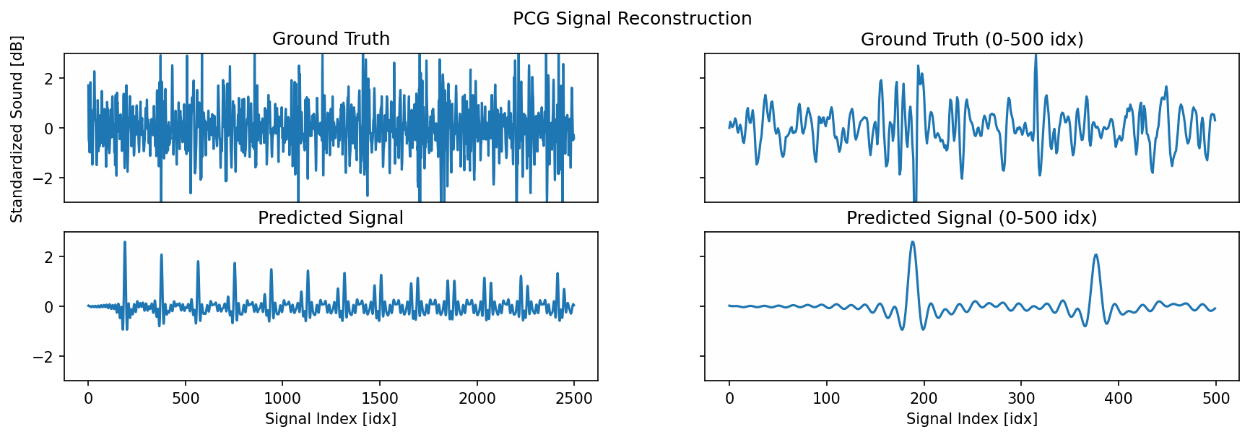 PCG Signal Reconstruction
Ground Truth
Standardized Sound [dB]
2
0
−2
Ground Truth (0-500 idx)
Predicted Signal
2
0
−2
0 500 1000 1500 2000 2500
Signal Index [idx]
Predicted Signal (0-500 idx)
0 100 200 300 400 500
Signal Index [idx]